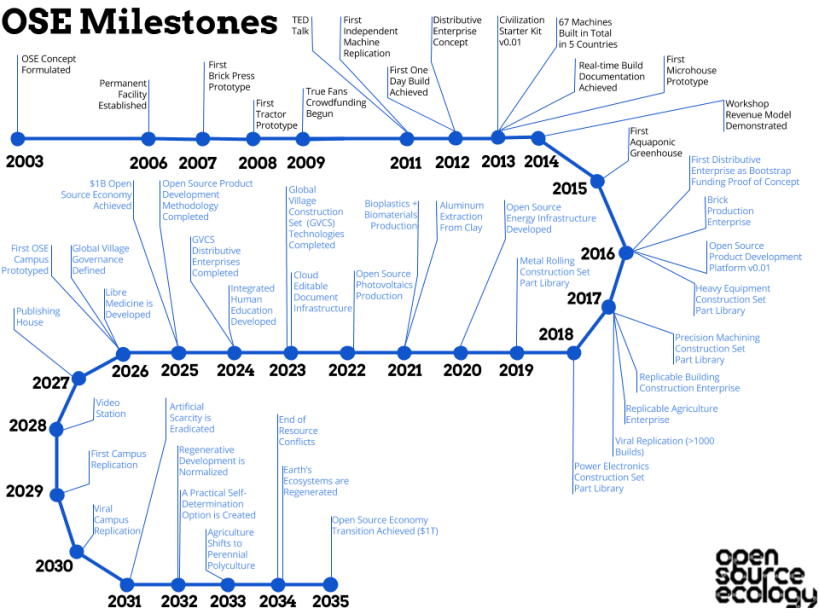 OSE Milestones
OSE Concept
Formulated
Permanent
Facility
Established
First
Brick Press
Prototype
First
Tractor
Prototype
True Fans
Crowdfunding
Begun
TED
Talk
First
Independent
Machine
Replication
First One
Day Build
Achieved
Distributive
Enterprise
Concept
Civilization
Starter Kit
v0.01
67 Machines
Built in Total
in 5 Countries
Real-time Build
Documentation
Achieved
First
Microhouse
Prototype
Workshop
Revenue Model
Demonstrated
First
Aquaponic
Greenhouse
2003
2006
2007
2008
2009
2011
2012
2013
2014
2015
First Distributive
Enterprise as Bootstrap
Funding Proof of Concept
Brick
Production
Enterprise
Open Source
Product Development
Platform v0.01
Heavy Equipment
Construction Set
Part Library
2016
2017
Precision Machining
Construction Set
Part Library
Replicable Building
Construction Enterprise
Replicable Agriculture
Enterprise
Viral Replication (>1000
Builds)
2018
Power Electronics
Construction Set
Part Library
Metal Rolling
Construction Set
Part Library
2019
Open Source
Energy Infrastructure
Developed
2020
Aluminum
Extraction
From Clay
Bioplastics +
Biomaterials
Production
2021
Open Source
Photovoltaics
Production
2022
Global
Village
Construction
Set (GVCS)
Technologies
Completed
Cloud
Editable
Document
Infrastructure
2023
GVCS
Distributive
Enterprises
Completed
Integrated
Human
Education
Developed
2024
Open Source Product
Development
Methodology
Completed
$1B Open
Source Economy
Achieved
2025
Global Village
Governance
Defined
First OSE
Campus
Prototyped
Libre
Medicine is
Developed
2026
Publishing
House
2027
Video
Station
2028
First Campus
Replication
2029
Viral
Campus
Replication
2030
Artificial
Scarcity is
Eradicated
2031
Regenerative
Development is
Normalized
A Practical Self-
Determination
Option is Created
2032
Agriculture
Shifts to
Perennial
Polyculture
2033
End of
Resource
Conflicts
Earth's
Ecosystems are
Regenerated
2034
Open Source Economy
Transition Achieved ($1T)
2035
open
source
ecology